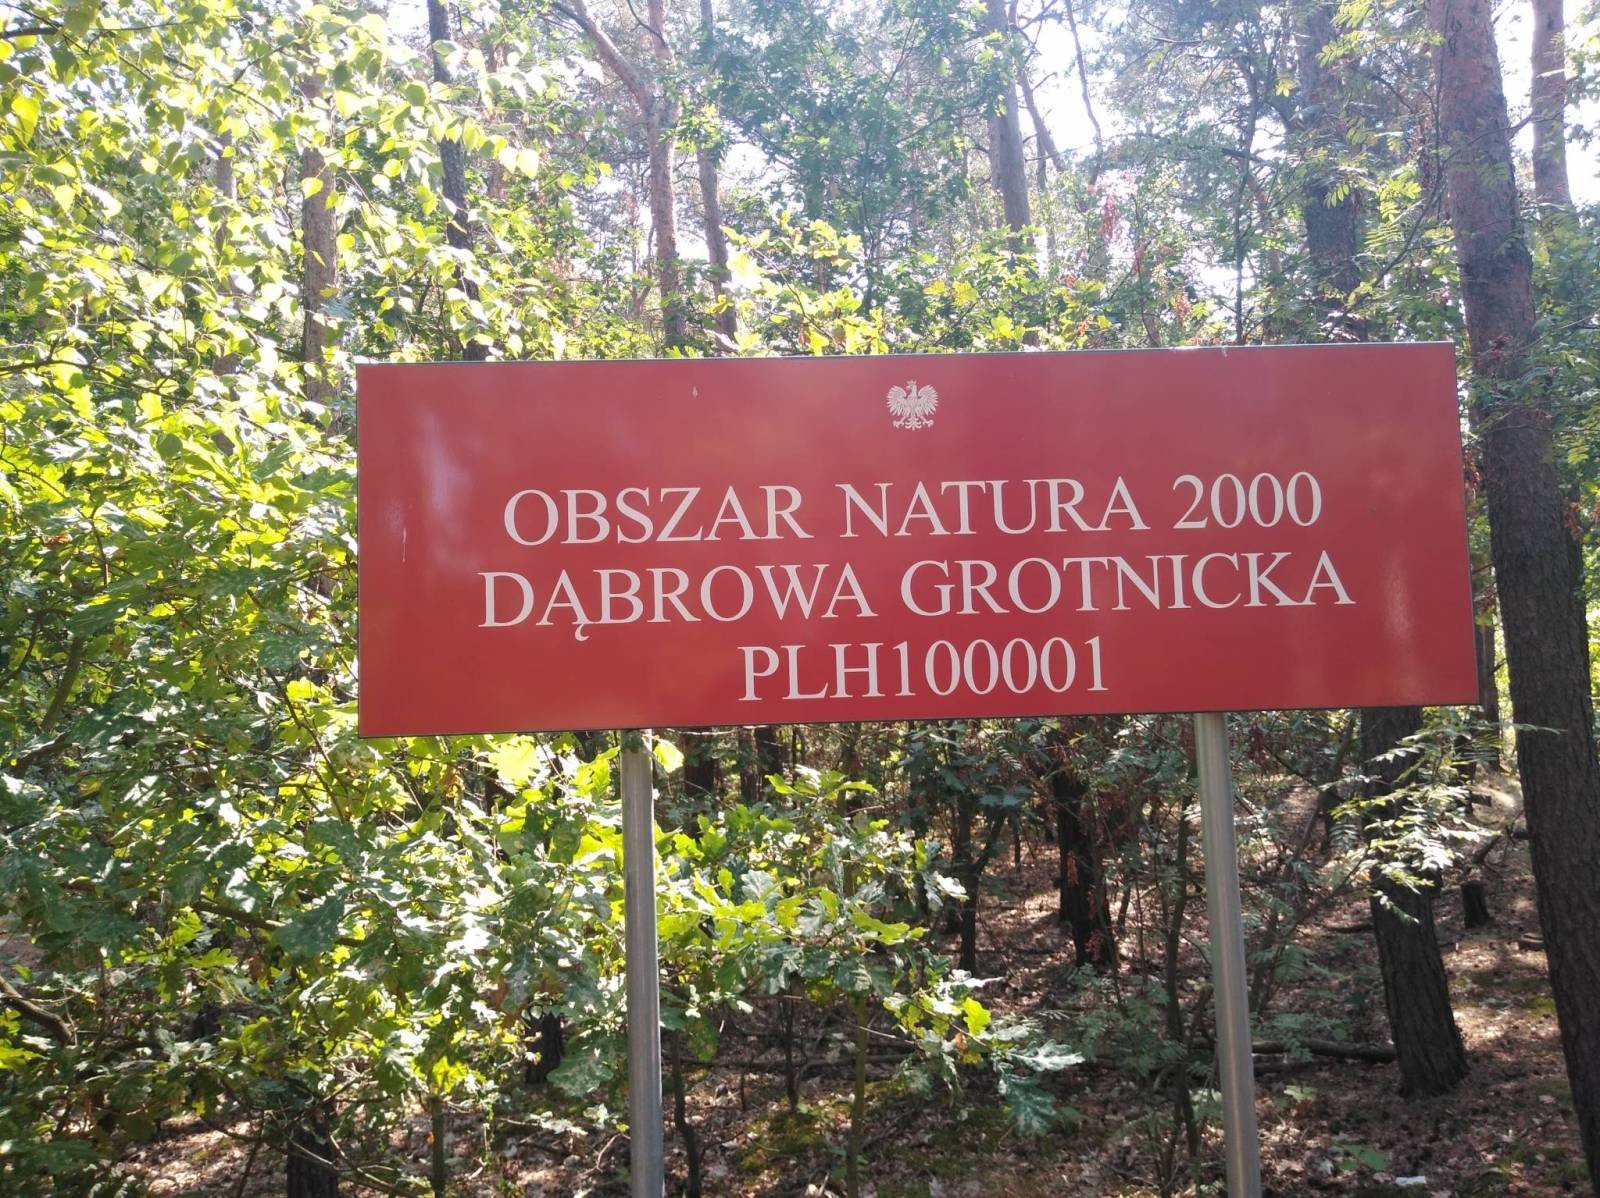 OBSZAR NATURA 2000
DĄBROWA GROTNICKA
PLH100001